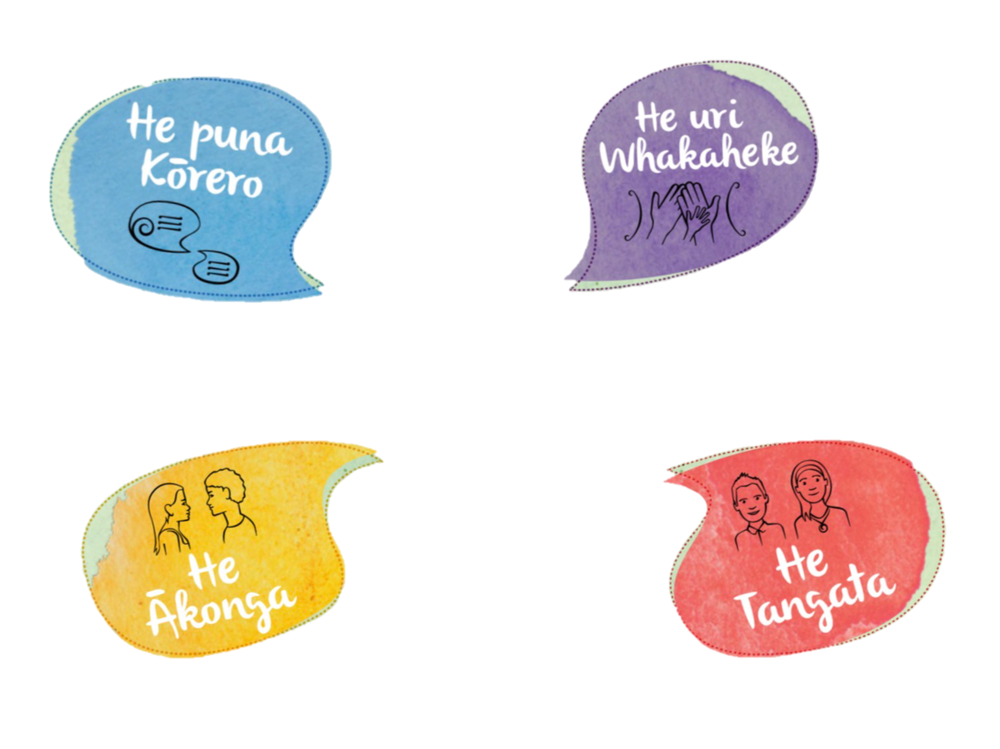 He puna
Kōrero
He uri
Whakaheke
He
Ākonga
He
Tangata